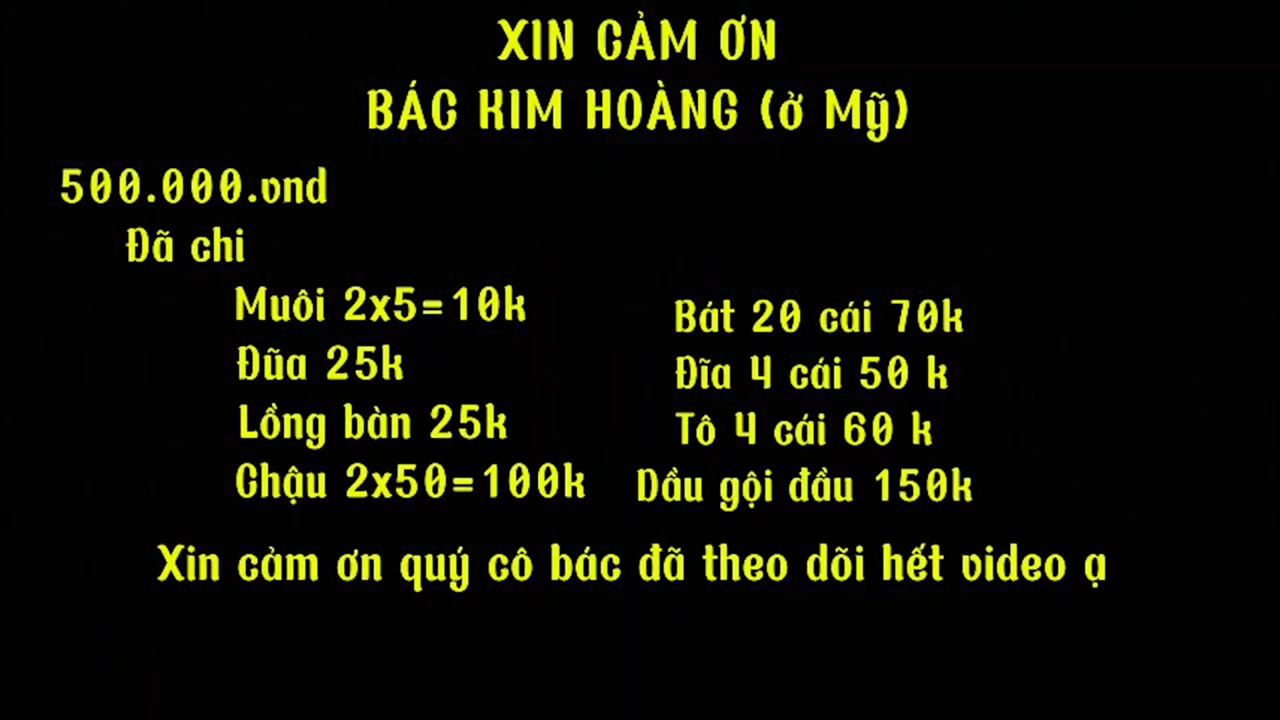 XIN CẢM ƠN
BÁC KIM HOÀNG (ở Mỹ)
500.000.vnd
Đã chi
Muôi 2x5=10k
Đũa 25k
Lồng bàn 25k
Chậu 2x50=100k
Bát 20 cái 70k
Đĩa 4 cái 50 k
Tô 4 cái 60 k
Dầu gội đầu 150k
Xin cảm ơn quý cô bác đã theo dõi hết video ạ